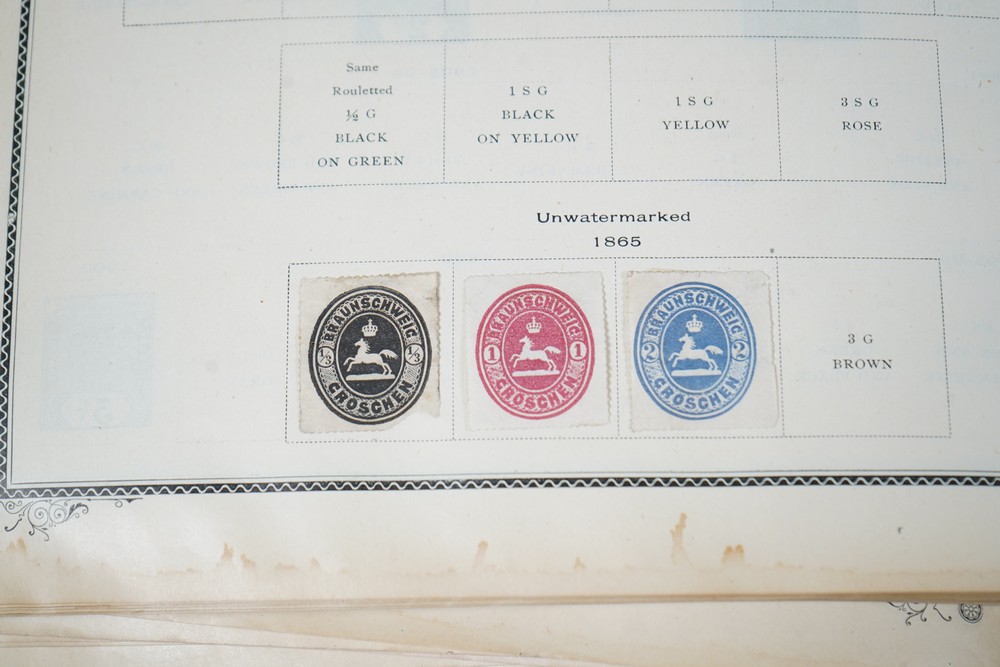 Same
Rouletted
½ G
BLACK
ON GREEN
1 S G
BLACK
ON YELLOW
1 S G
YELLOW
3 S G
ROSE
Unwatermarked
1865
BRAUNSCHWEIG
1/3 1/3
GROSCHEN
BRAUNSCHWEIG
1 1
GROSCHEN
BRAUNSCHWEIG
2 2
GROSCHEN
3 G
BROWN